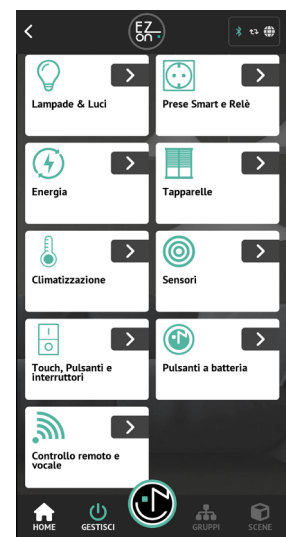 EZ
on
Lampade & Luci
Prese Smart e Relè
Energia
Tapparelle
Climatizzazione
Sensori
Touch, Pulsanti e
interruttori
Pulsanti a batteria
Controllo remoto e
vocale
HOME
GESTISCI
GRUPPI
SCENE